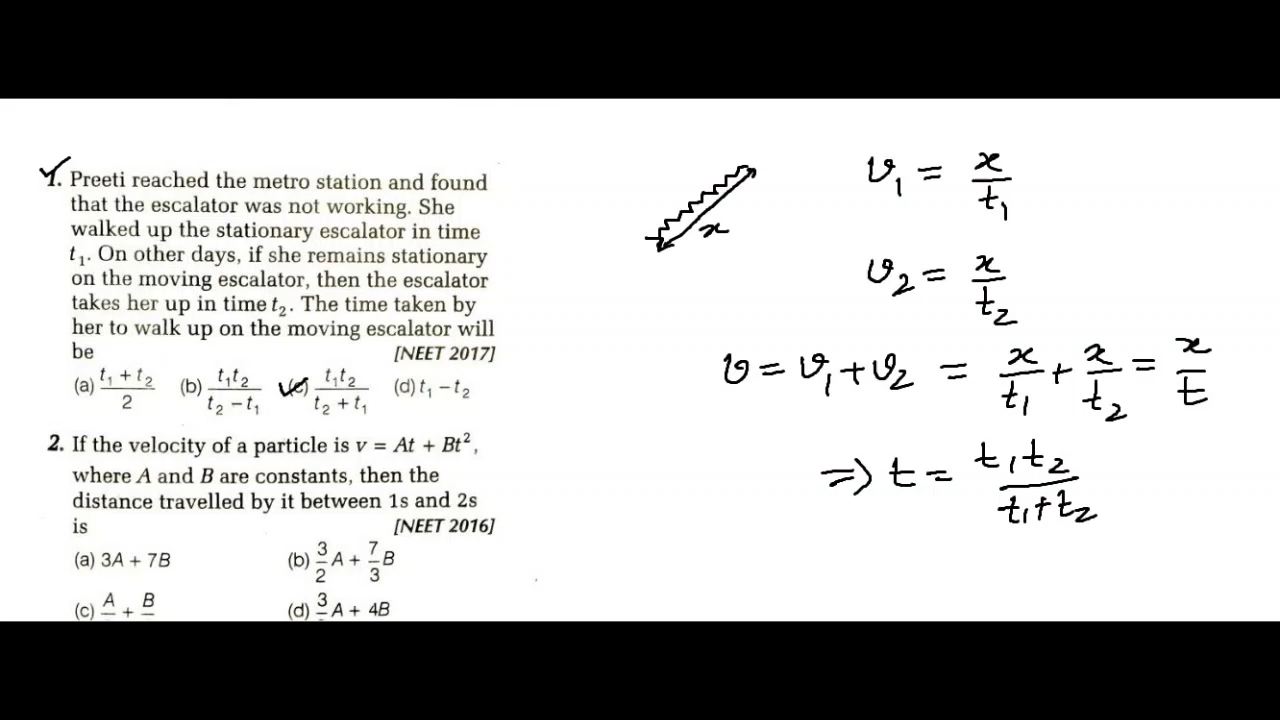 1. Preeti reached the metro station and found
that the escalator was not working. She
walked up the stationary escalator in time
t₁. On other days, if she remains stationary
on the moving escalator, then the escalator
takes her up in time t₂. The time taken by
her to walk up on the moving escalator will
be [NEET 2017]
(a) (t₁ + t₂)/2 (b) t₁t₂/(t₂ − t₁) (c) t₁t₂/(t₂ + t₁) (d) t₁ − t₂
2. If the velocity of a particle is v = At + Bt²,
where A and B are constants, then the
distance travelled by it between 1s and 2s
is [NEET 2016]
(a) 3A + 7B (b) 3/2 A + 7/3 B
(c) A + B (d) 3 A + 4B
x
v₁ = x/t₁
v₂ = x/t₂
v = v₁ + v₂ = x/t₁ + x/t₂ = x/t
⇒ t = t₁t₂/(t₁+t₂)